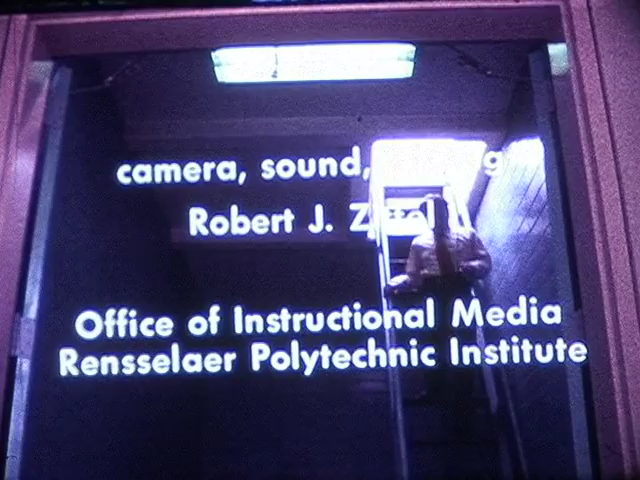 camera, sound,
Robert J.
Office of Instructional Media
Rensselaer Polytechnic Institute